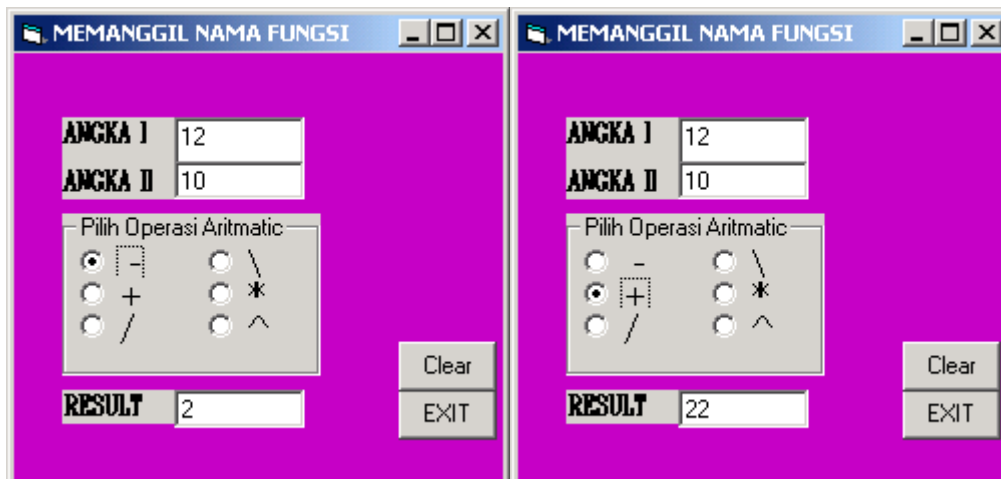 MEMANGGIL NAMA FUNGSI
ANGKA I 12
ANGKA II 10
Pilih Operasi Aritmatic
- \
+ *
/ ^
Clear
RESULT 2
EXIT
MEMANGGIL NAMA FUNGSI
ANGKA I 12
ANGKA II 10
Pilih Operasi Aritmatic
- \
+ *
/ ^
Clear
RESULT 22
EXIT